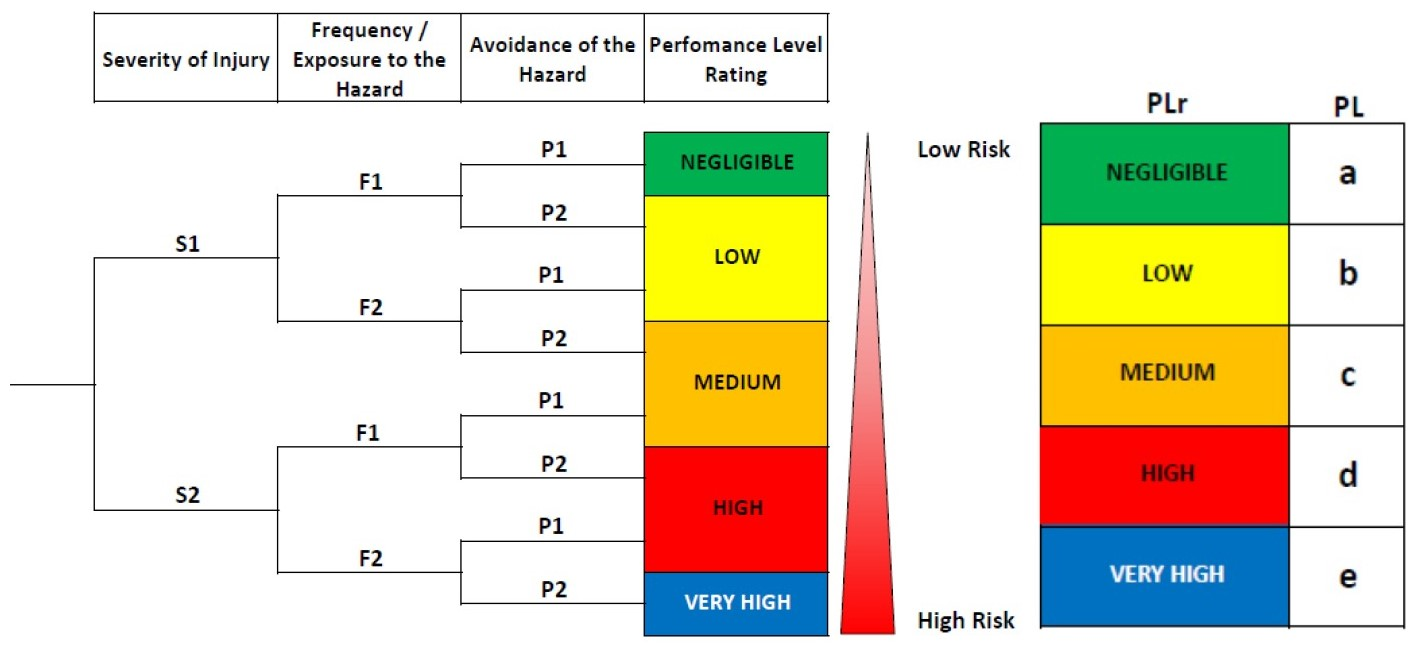 Severity of Injury
Frequency /
Exposure to the
Hazard
Avoidance of the
Hazard
Perfomance Level
Rating
S1
F1
P1
P2
F2
P1
P2
S2
F1
P1
P2
F2
P1
P2
NEGLIGIBLE
LOW
MEDIUM
HIGH
VERY HIGH
Low Risk
High Risk
PLr PL
NEGLIGIBLE a
LOW b
MEDIUM c
HIGH d
VERY HIGH e